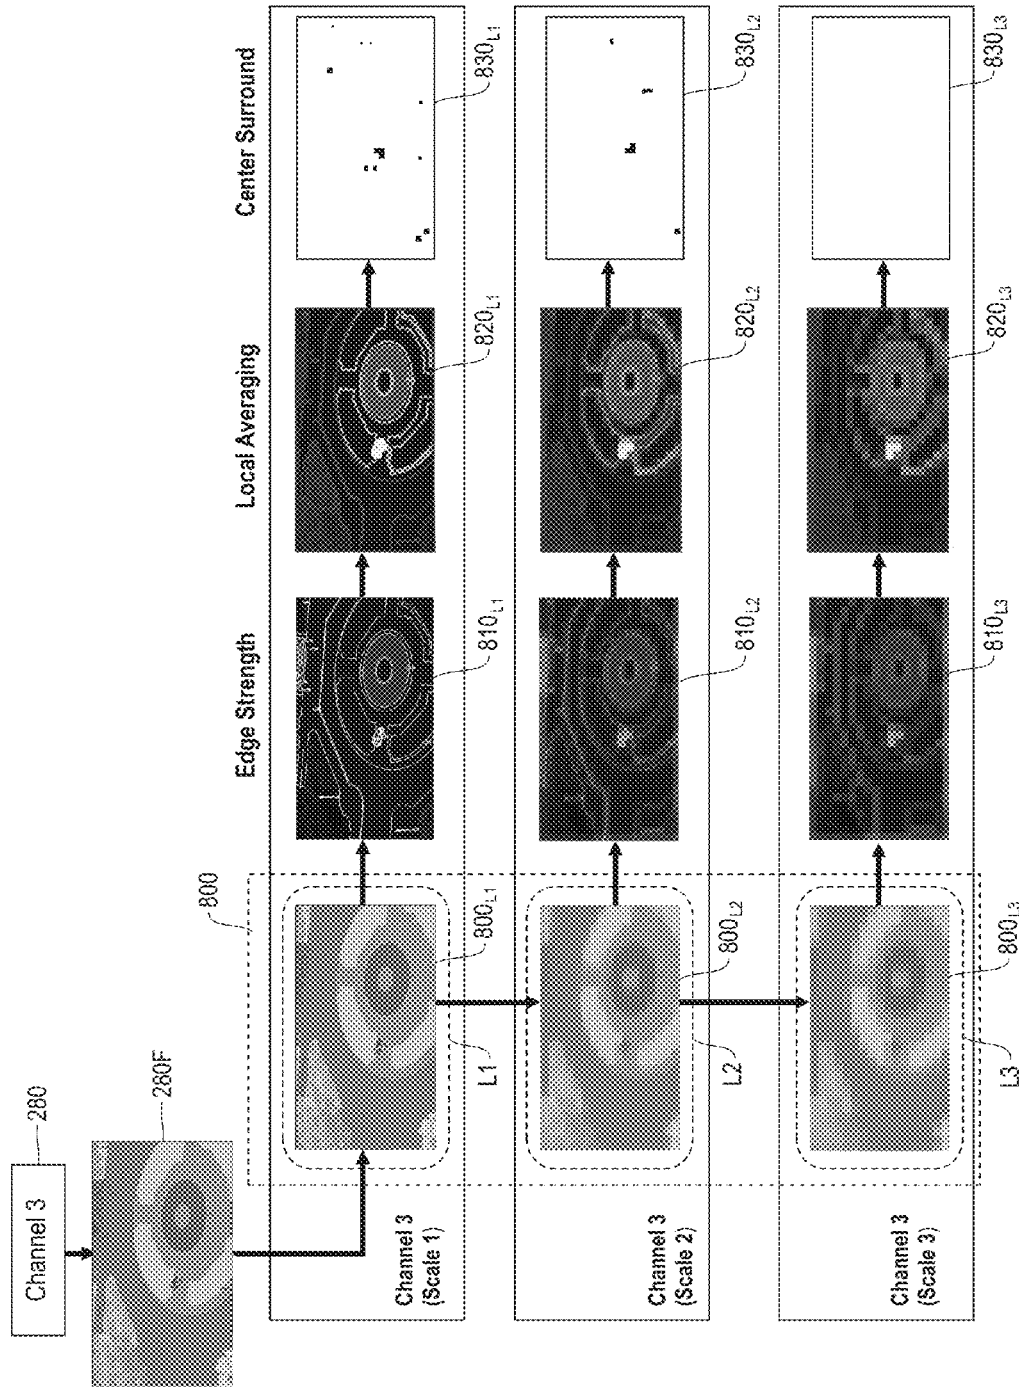 Channel 3
280
280F
800
Edge Strength
Local Averaging
Center Surround
Channel 3
(Scale 1)
L1
800L1
810L1
820L1
830L1
Channel 3
(Scale 2)
L2
800L2
810L2
820L2
830L2
Channel 3
(Scale 3)
L3
800L3
810L3
820L3
830L3